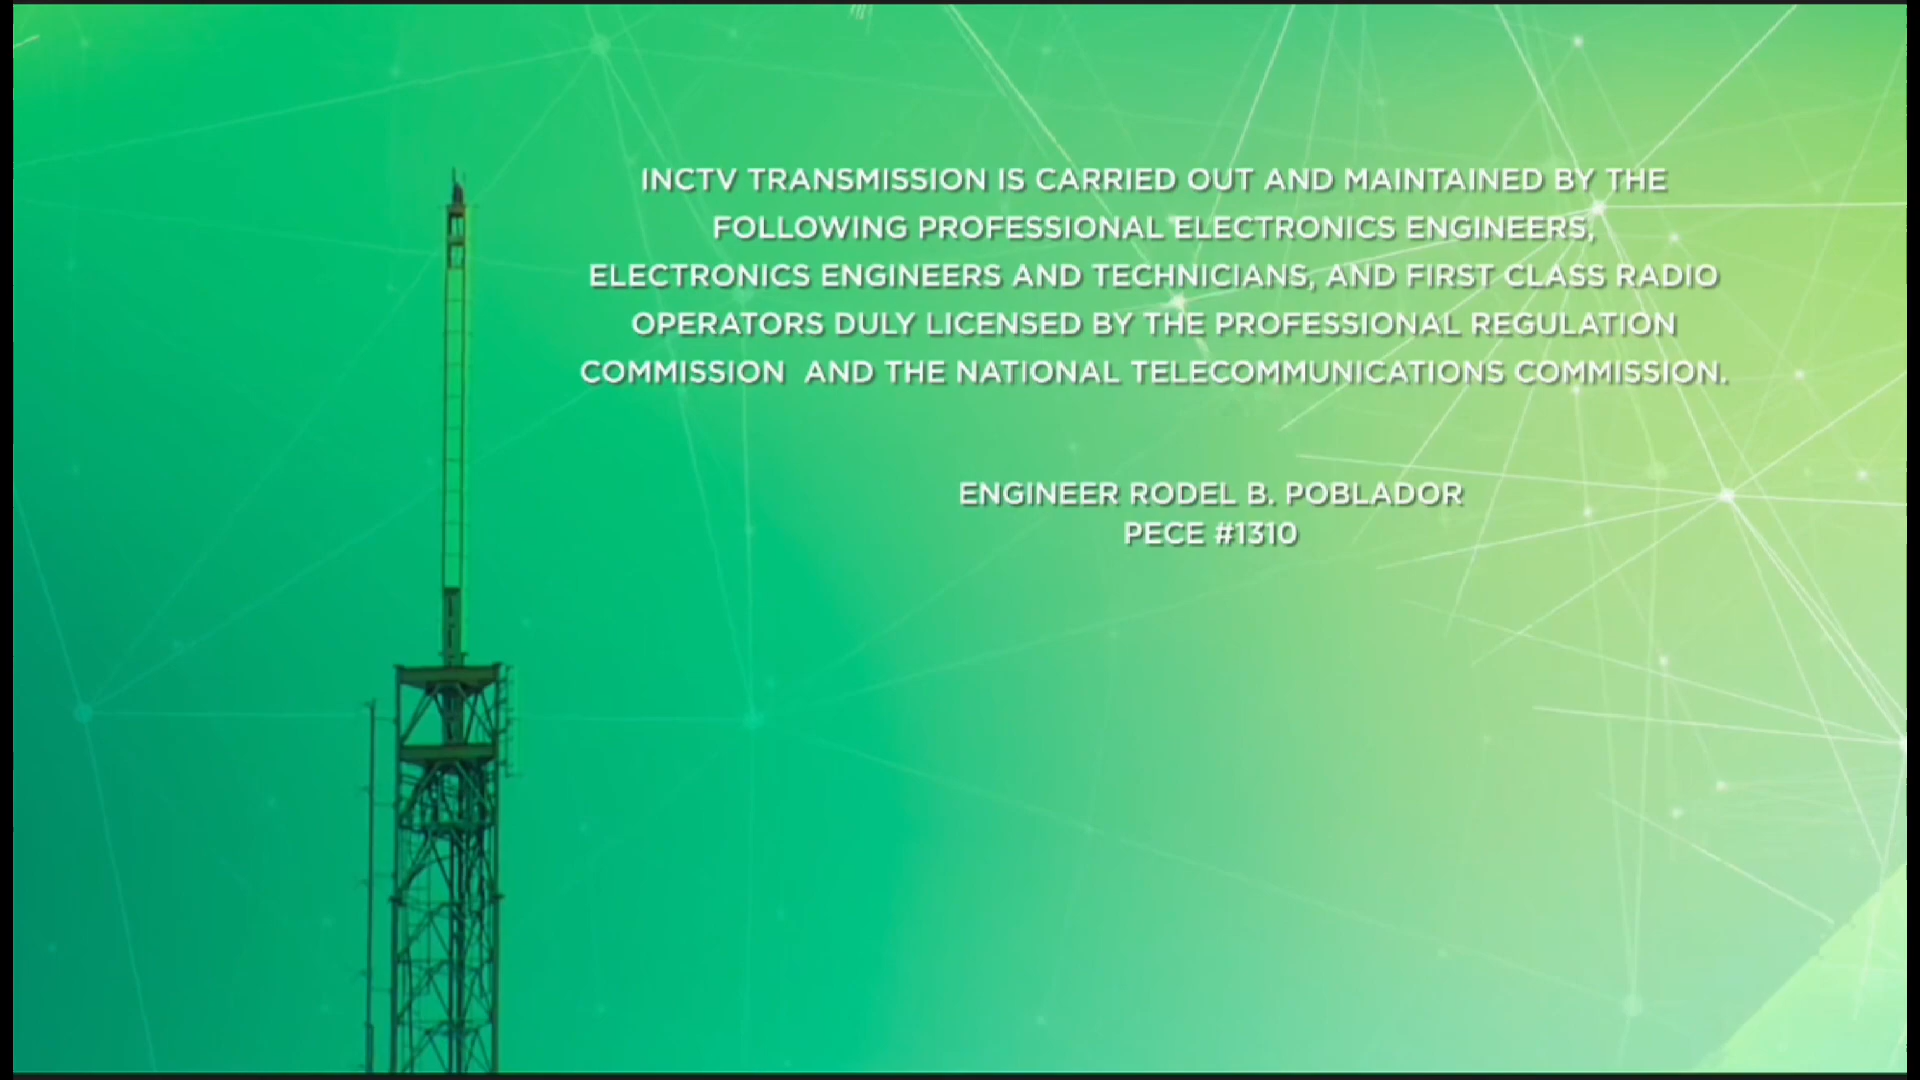 INCTV TRANSMISSION IS CARRIED OUT AND MAINTAINED BY THE
FOLLOWING PROFESSIONAL ELECTRONICS ENGINEERS,
ELECTRONICS ENGINEERS AND TECHNICIANS, AND FIRST CLASS RADIO
OPERATORS DULY LICENSED BY THE PROFESSIONAL REGULATION
COMMISSION AND THE NATIONAL TELECOMMUNICATIONS COMMISSION.
ENGINEER RODEL B. POBLADOR
PECE #1310